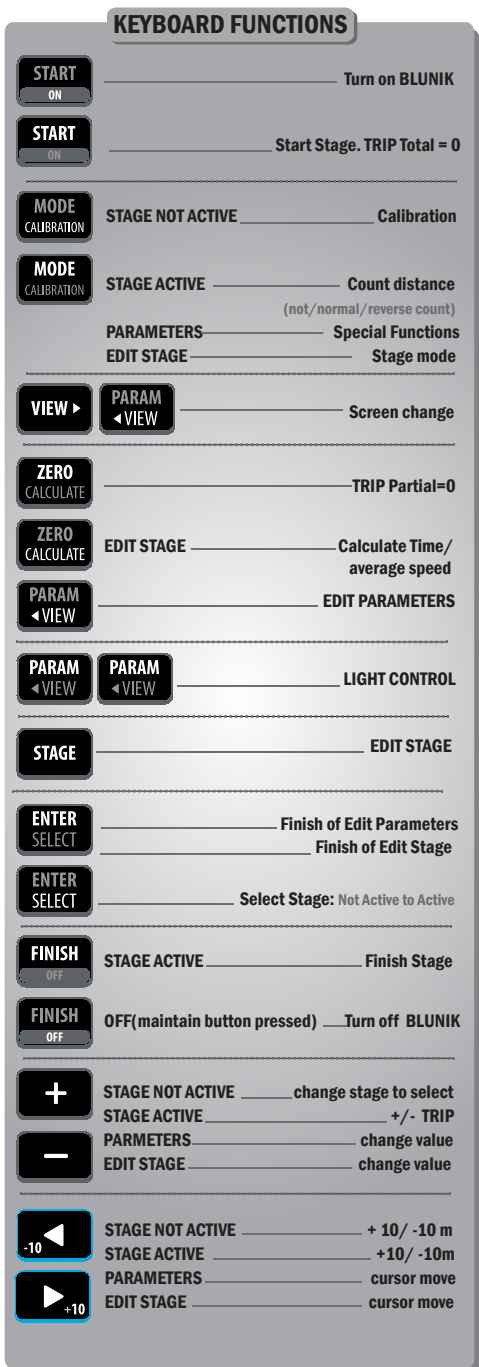 KEYBOARD FUNCTIONS
START
ON
Turn on BLUNIK
START
ON
Start Stage. TRIP Total = 0
MODE
CALIBRATION
STAGE NOT ACTIVE Calibration
MODE
CALIBRATION
STAGE ACTIVE Count distance
(not/normal/reverse count)
PARAMETERS Special Functions
EDIT STAGE Stage mode
VIEW ▶
PARAM
◀VIEW
Screen change
ZERO
CALCULATE
TRIP Partial=0
ZERO
CALCULATE
EDIT STAGE Calculate Time/
average speed
PARAM
◀VIEW
EDIT PARAMETERS
PARAM
◀VIEW
PARAM
◀VIEW
LIGHT CONTROL
STAGE
EDIT STAGE
ENTER
SELECT
Finish of Edit Parameters
Finish of Edit Stage
ENTER
SELECT
Select Stage: Not Active to Active
FINISH
OFF
STAGE ACTIVE Finish Stage
FINISH
OFF
OFF(maintain button pressed) Turn off BLUNIK
+
STAGE NOT ACTIVE change stage to select
STAGE ACTIVE +/- TRIP
−
PARMETERS change value
EDIT STAGE change value
-10 ◀
STAGE NOT ACTIVE + 10/ -10 m
STAGE ACTIVE +10/ -10m
▶ +10
PARAMETERS cursor move
EDIT STAGE cursor move